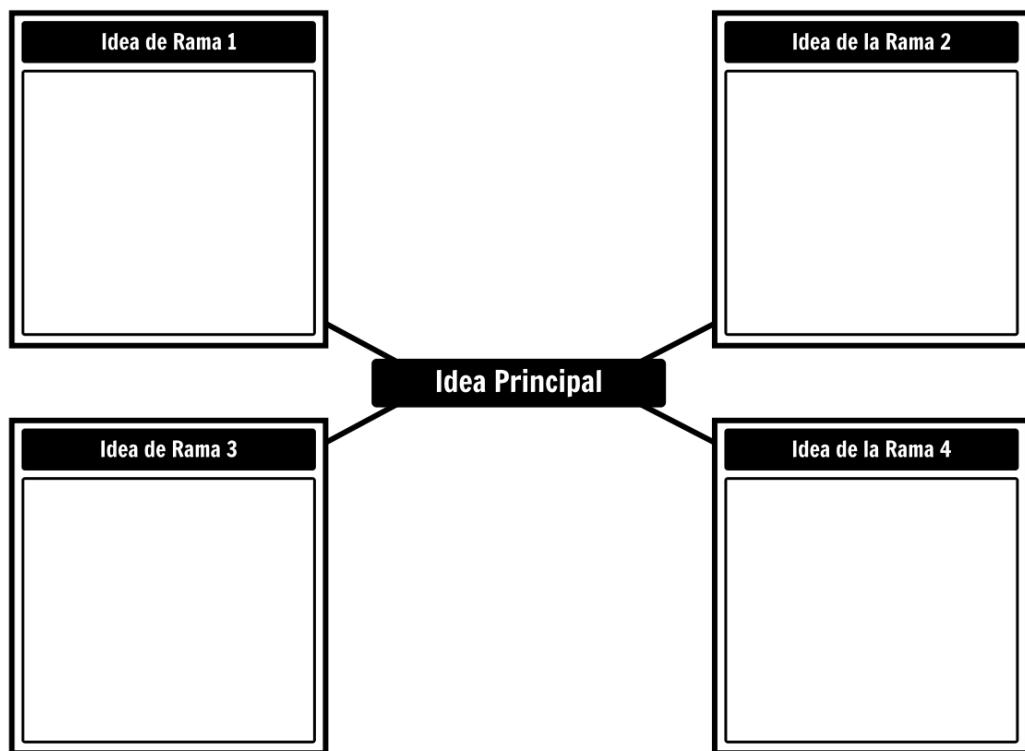 Idea de Rama 1
Idea de la Rama 2
Idea Principal
Idea de Rama 3
Idea de la Rama 4